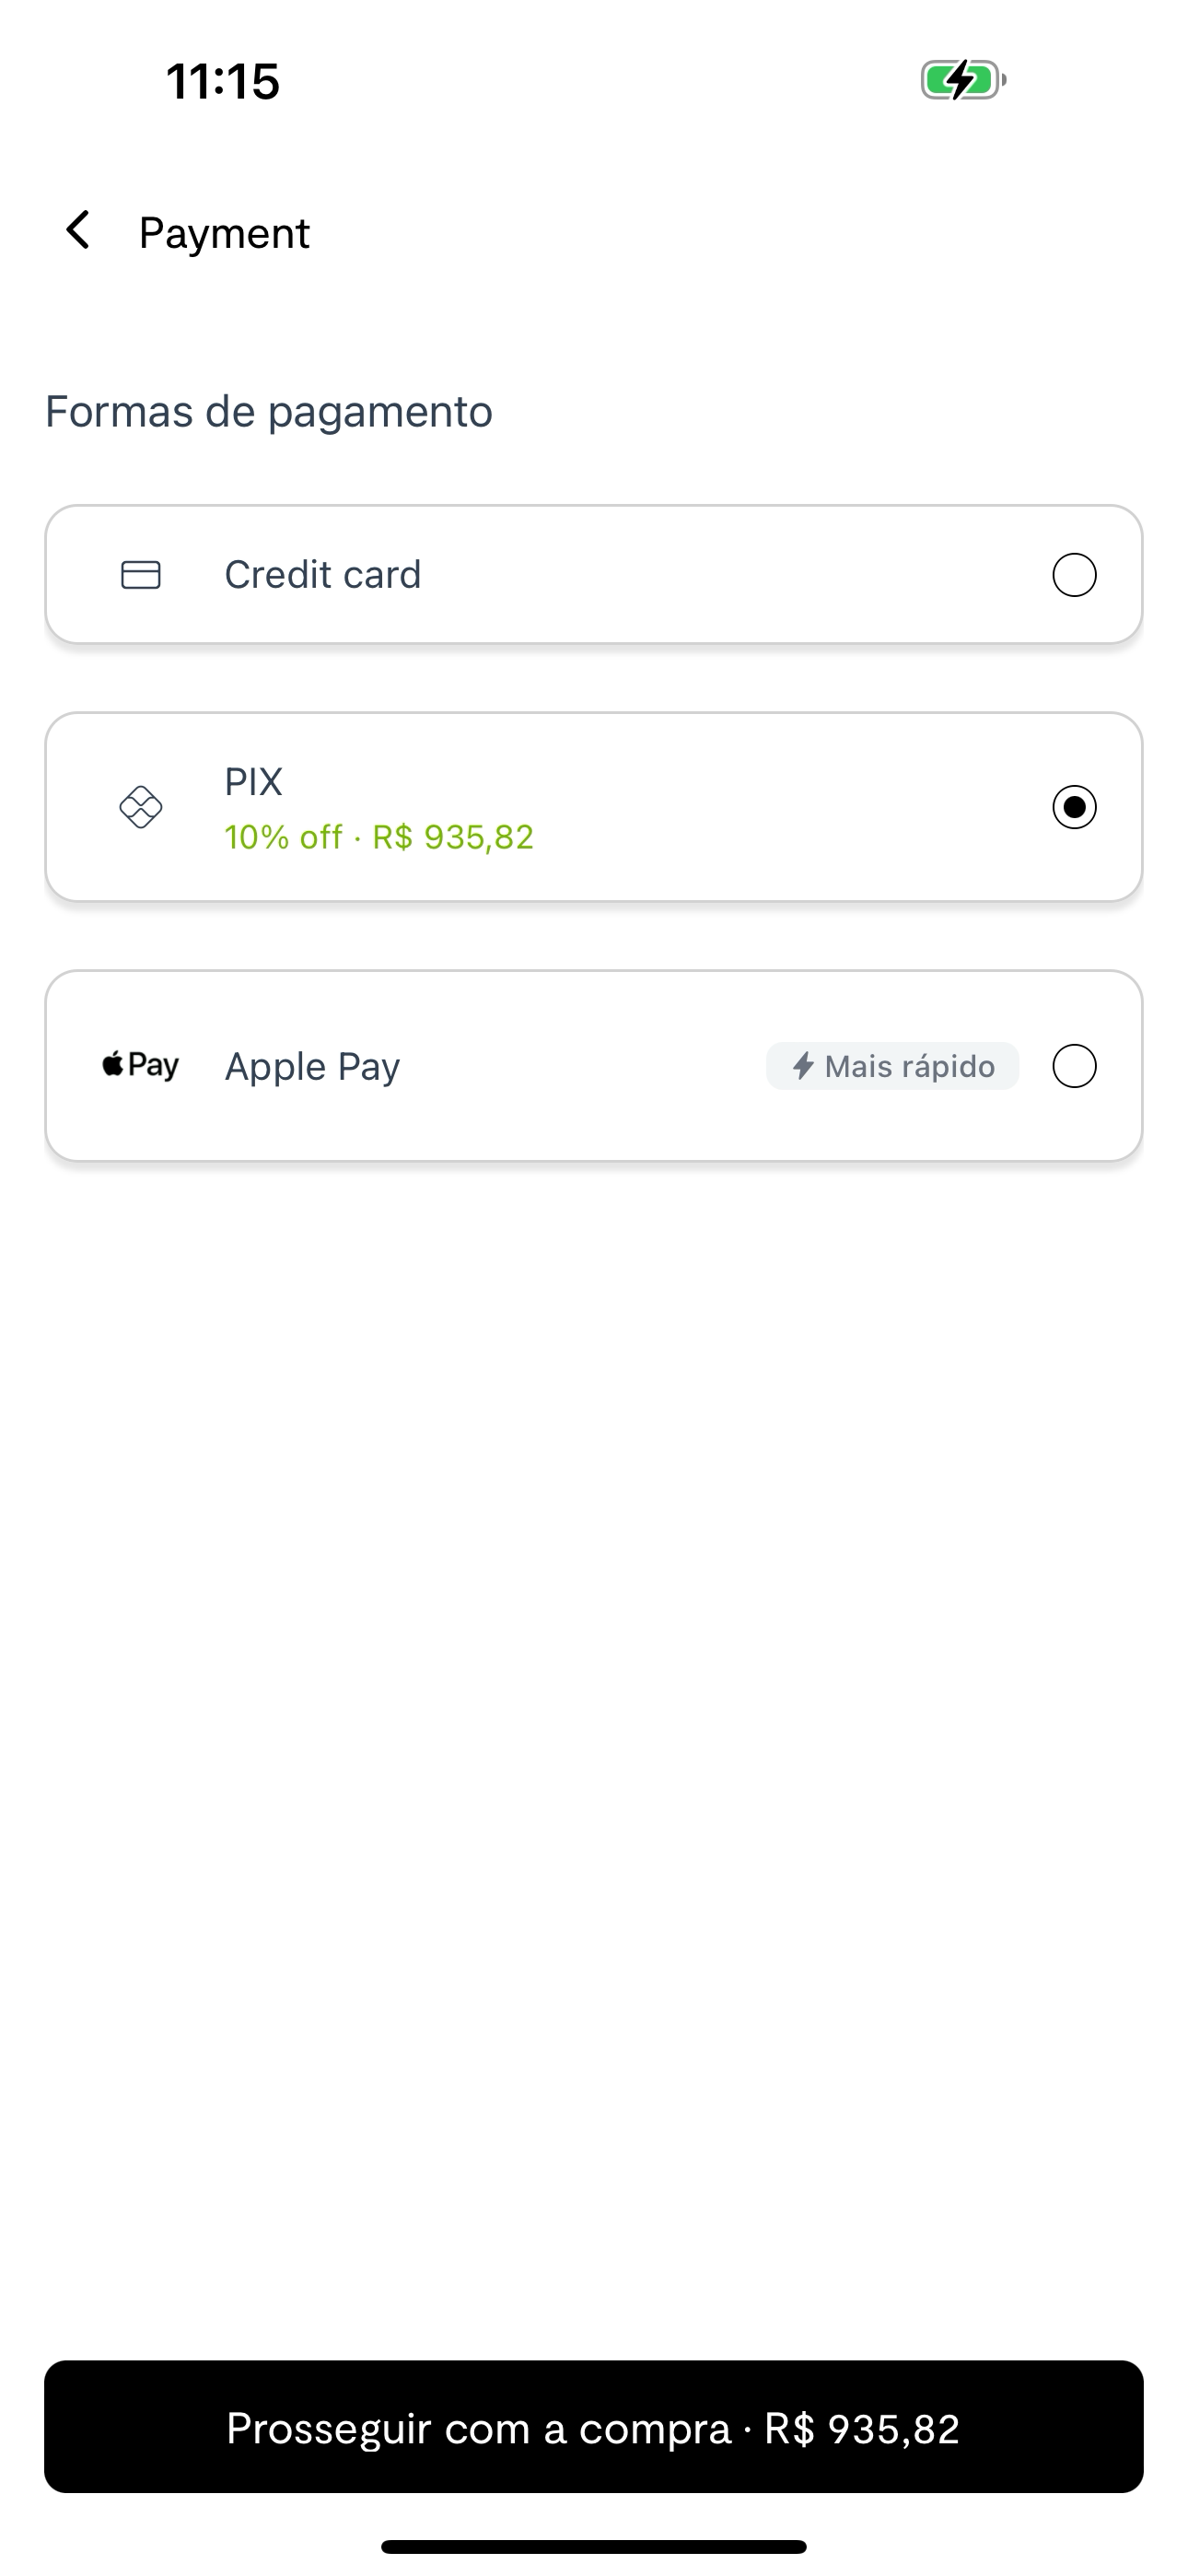 11:15
Payment
Formas de pagamento
Credit card
PIX
10% off · R$ 935,82
Pay Apple Pay Mais rápido
Prosseguir com a compra · R$ 935,82